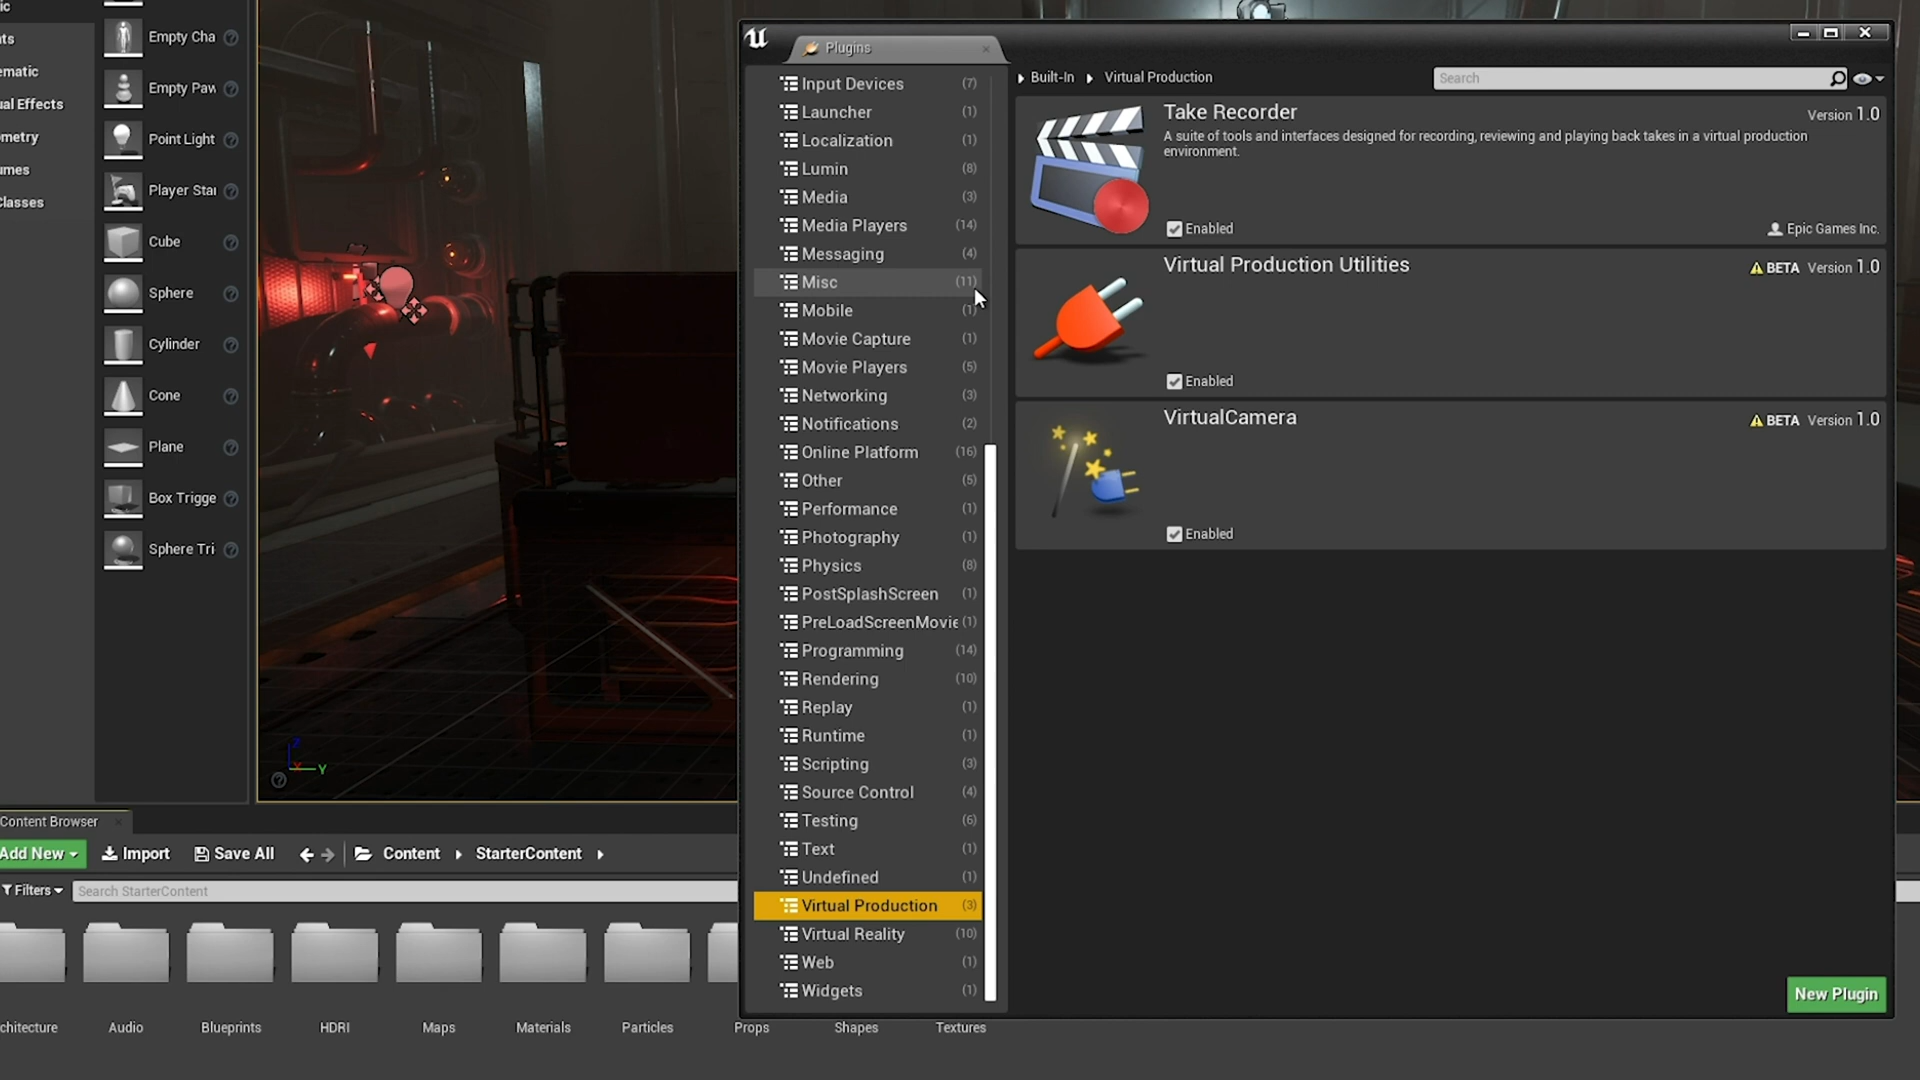 ic
nts
ematic
ual Effects
ometry
umes
Classes
Empty Cha
Empty Paw
Point Light
Player Star
Cube
Sphere
Cylinder
Cone
Plane
Box Trigge
Sphere Tri
Z
X
Y
Plugins
Input Devices (7)
Launcher (1)
Localization (1)
Lumin (8)
Media (3)
Media Players (14)
Messaging (4)
Misc (11)
Mobile (1)
Movie Capture (1)
Movie Players (5)
Networking (3)
Notifications (2)
Online Platform (16)
Other (5)
Performance (1)
Photography (1)
Physics (8)
PostSplashScreen (1)
PreLoadScreenMovie (1)
Programming (14)
Rendering (10)
Replay (1)
Runtime (1)
Scripting (3)
Source Control (4)
Testing (6)
Text (1)
Undefined (1)
Virtual Production (3)
Virtual Reality (10)
Web (1)
Widgets (1)
Built-In Virtual Production
Search
Take Recorder
Version 1.0
A suite of tools and interfaces designed for recording, reviewing and playing back takes in a virtual production
environment.
Enabled
Epic Games Inc.
Virtual Production Utilities
BETA Version 1.0
Enabled
VirtualCamera
BETA Version 1.0
Enabled
New Plugin
Content Browser
Add New Import Save All Content StarterContent
Filters Search StarterContent
chitecture Audio Blueprints HDRI Maps Materials Particles Props Shapes Textures